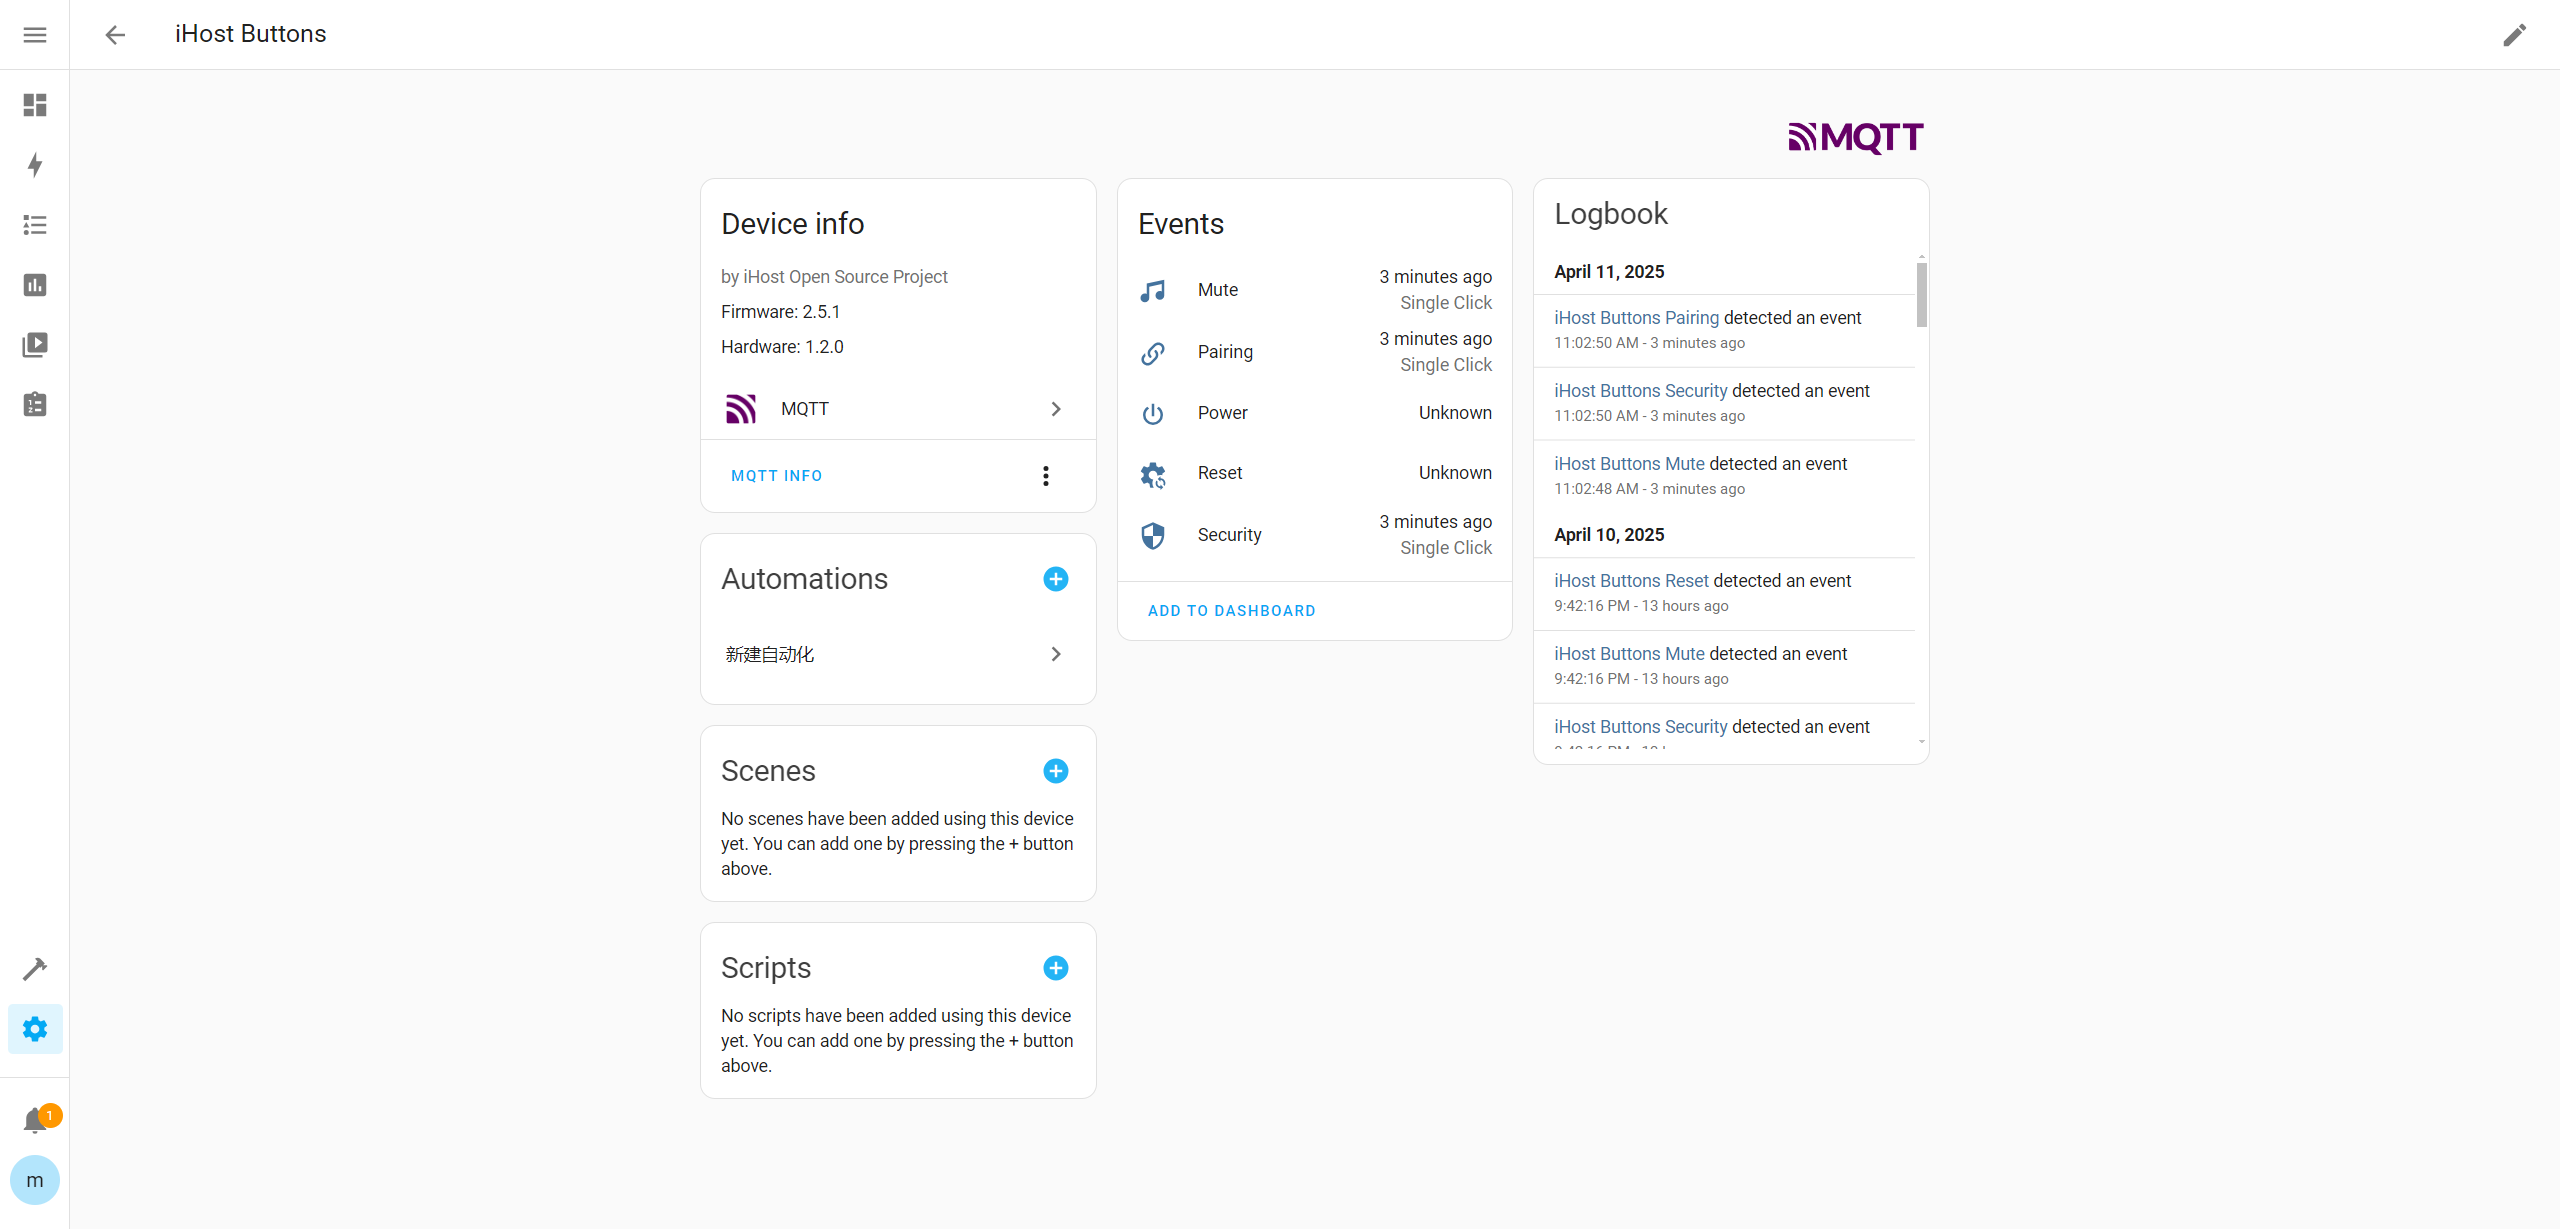 iHost Buttons
MQTT
Device info
by iHost Open Source Project
Firmware: 2.5.1
Hardware: 1.2.0
MQTT
MQTT INFO
Automations
新建自动化
Scenes
No scenes have been added using this device
yet. You can add one by pressing the + button
above.
Scripts
No scripts have been added using this device
yet. You can add one by pressing the + button
above.
Events
Mute
3 minutes ago
Single Click
Pairing
3 minutes ago
Single Click
Power
Unknown
Reset
Unknown
Security
3 minutes ago
Single Click
ADD TO DASHBOARD
Logbook
April 11, 2025
iHost Buttons Pairing detected an event
11:02:50 AM - 3 minutes ago
iHost Buttons Security detected an event
11:02:50 AM - 3 minutes ago
iHost Buttons Mute detected an event
11:02:48 AM - 3 minutes ago
April 10, 2025
iHost Buttons Reset detected an event
9:42:16 PM - 13 hours ago
iHost Buttons Mute detected an event
9:42:16 PM - 13 hours ago
iHost Buttons Security detected an event
1
m